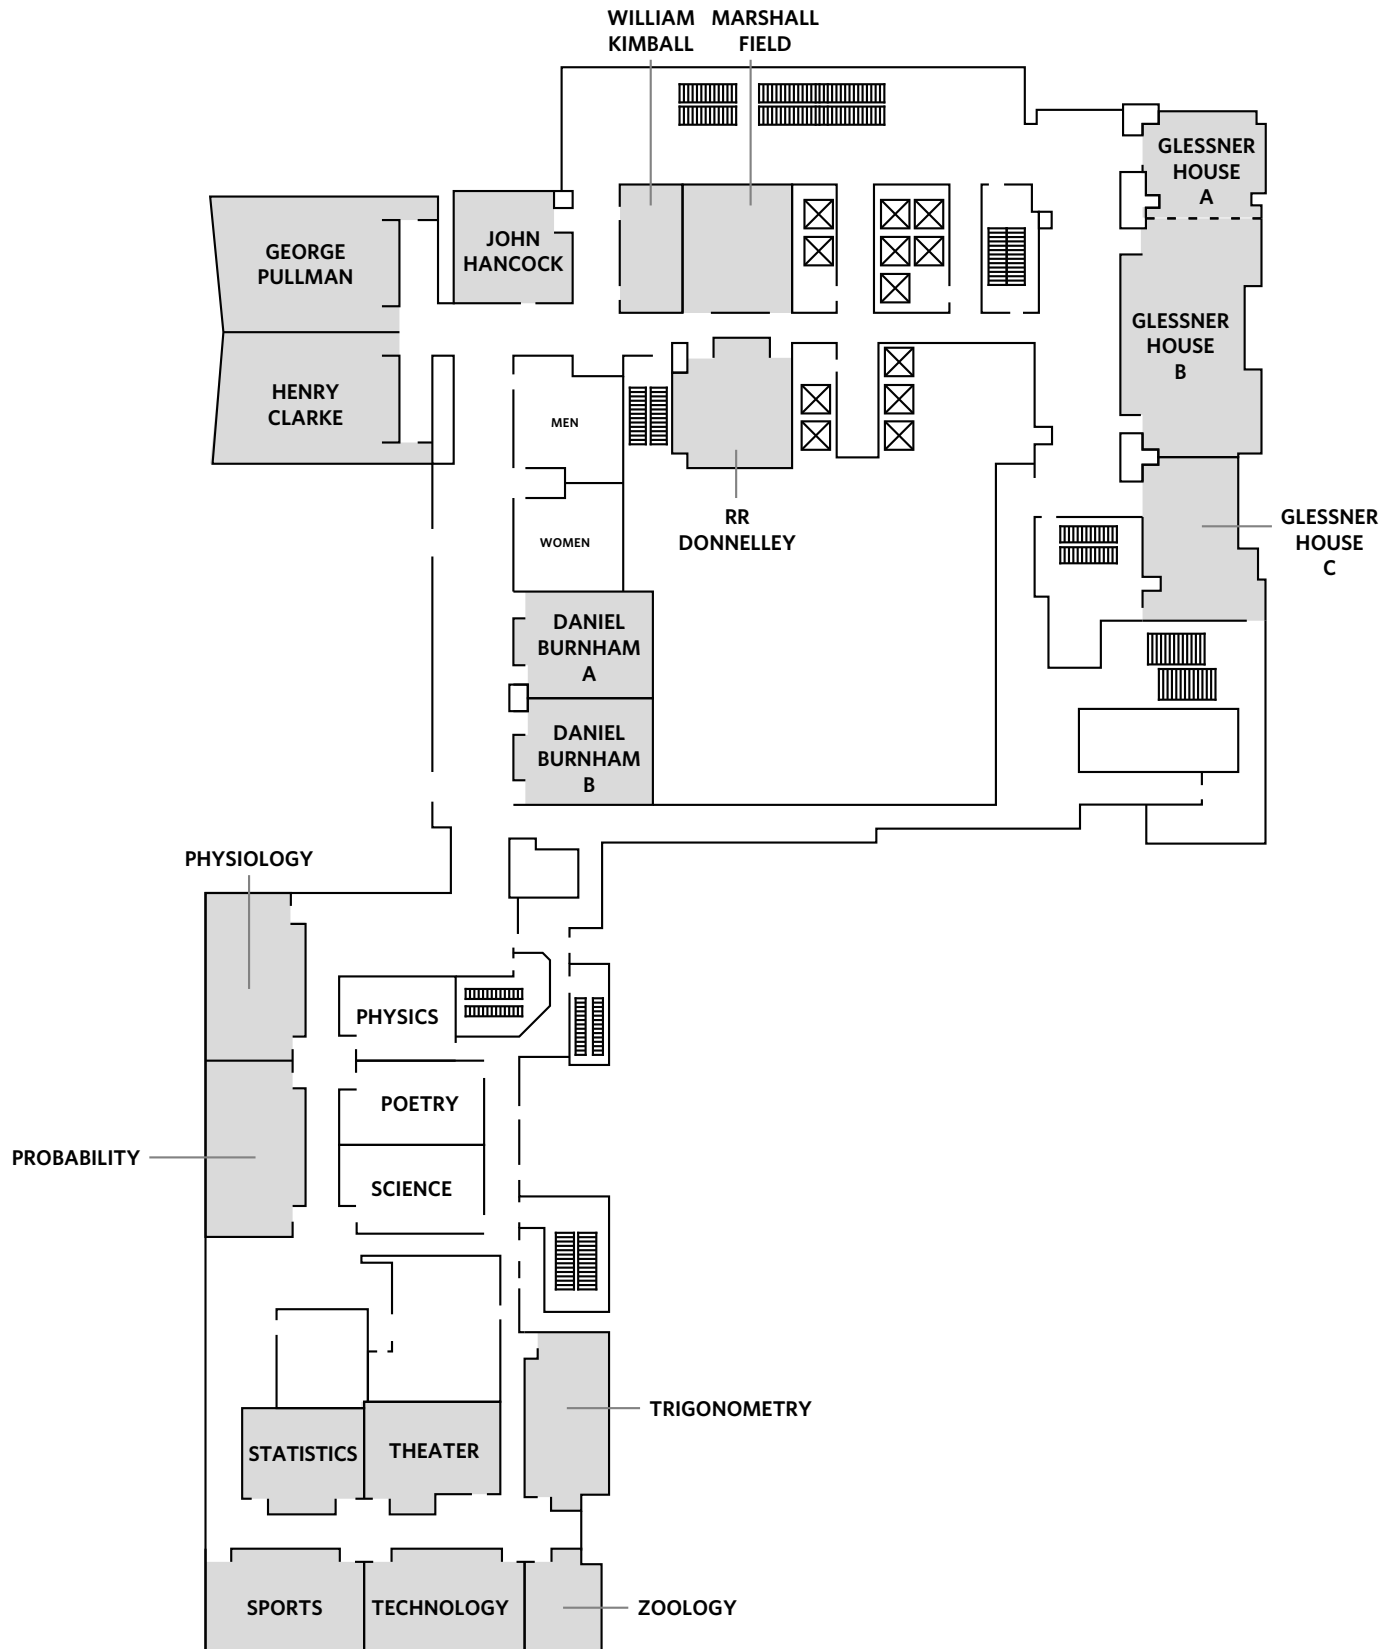 WILLIAM
KIMBALL
MARSHALL
FIELD
GLESSNER
HOUSE
A
GEORGE
PULLMAN
JOHN
HANCOCK
GLESSNER
HOUSE
B
HENRY
CLARKE
MEN
RR
DONNELLEY
GLESSNER
HOUSE
C
WOMEN
DANIEL
BURNHAM
A
DANIEL
BURNHAM
B
PHYSIOLOGY
PHYSICS
POETRY
PROBABILITY
SCIENCE
TRIGONOMETRY
STATISTICS
THEATER
SPORTS
TECHNOLOGY
ZOOLOGY